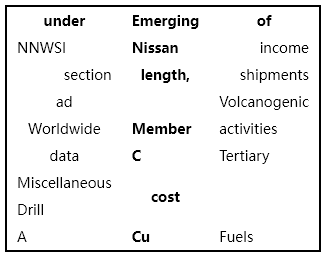 under Emerging of
NNWSI Nissan income
section length, shipments
ad Volcanogenic
Worldwide Member activities
data C Tertiary
Miscellaneous
Drill cost
A Cu Fuels